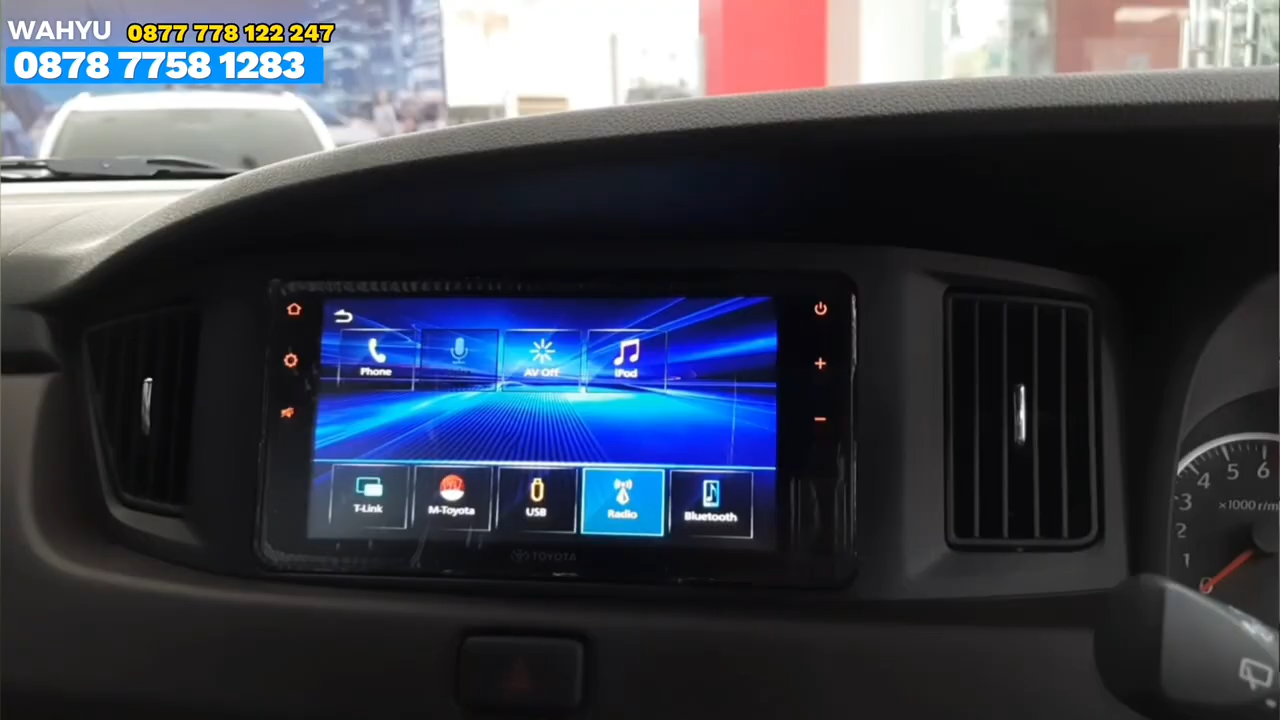 WAHYU 0877 778 122 247
0878 7758 1283
Phone
AV Off
iPod
T-Link
M-Toyota
USB
Radio
Bluetooth
TOYOTA
6
5
4
3
2
1
0
x1000 r/m